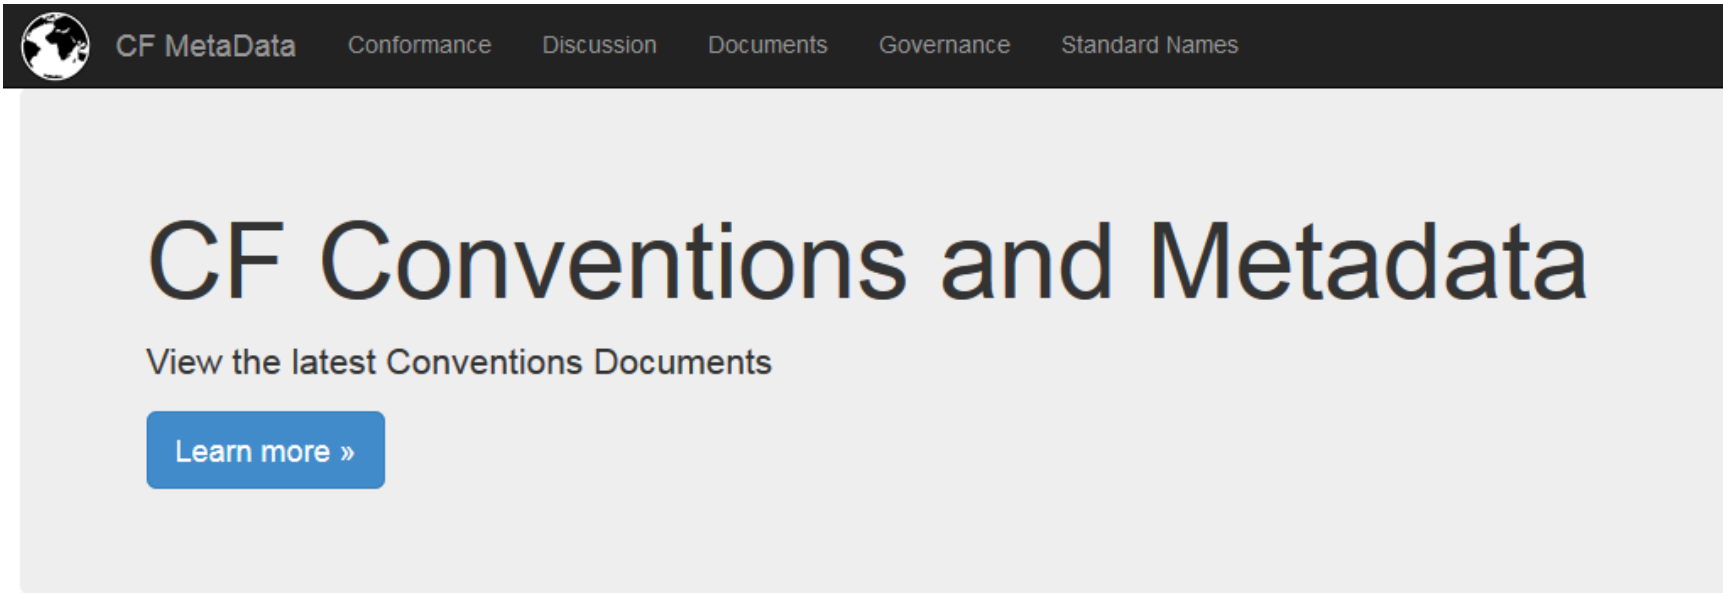 CF MetaData Conformance Discussion Documents Governance Standard Names
CF Conventions and Metadata
View the latest Conventions Documents
Learn more »